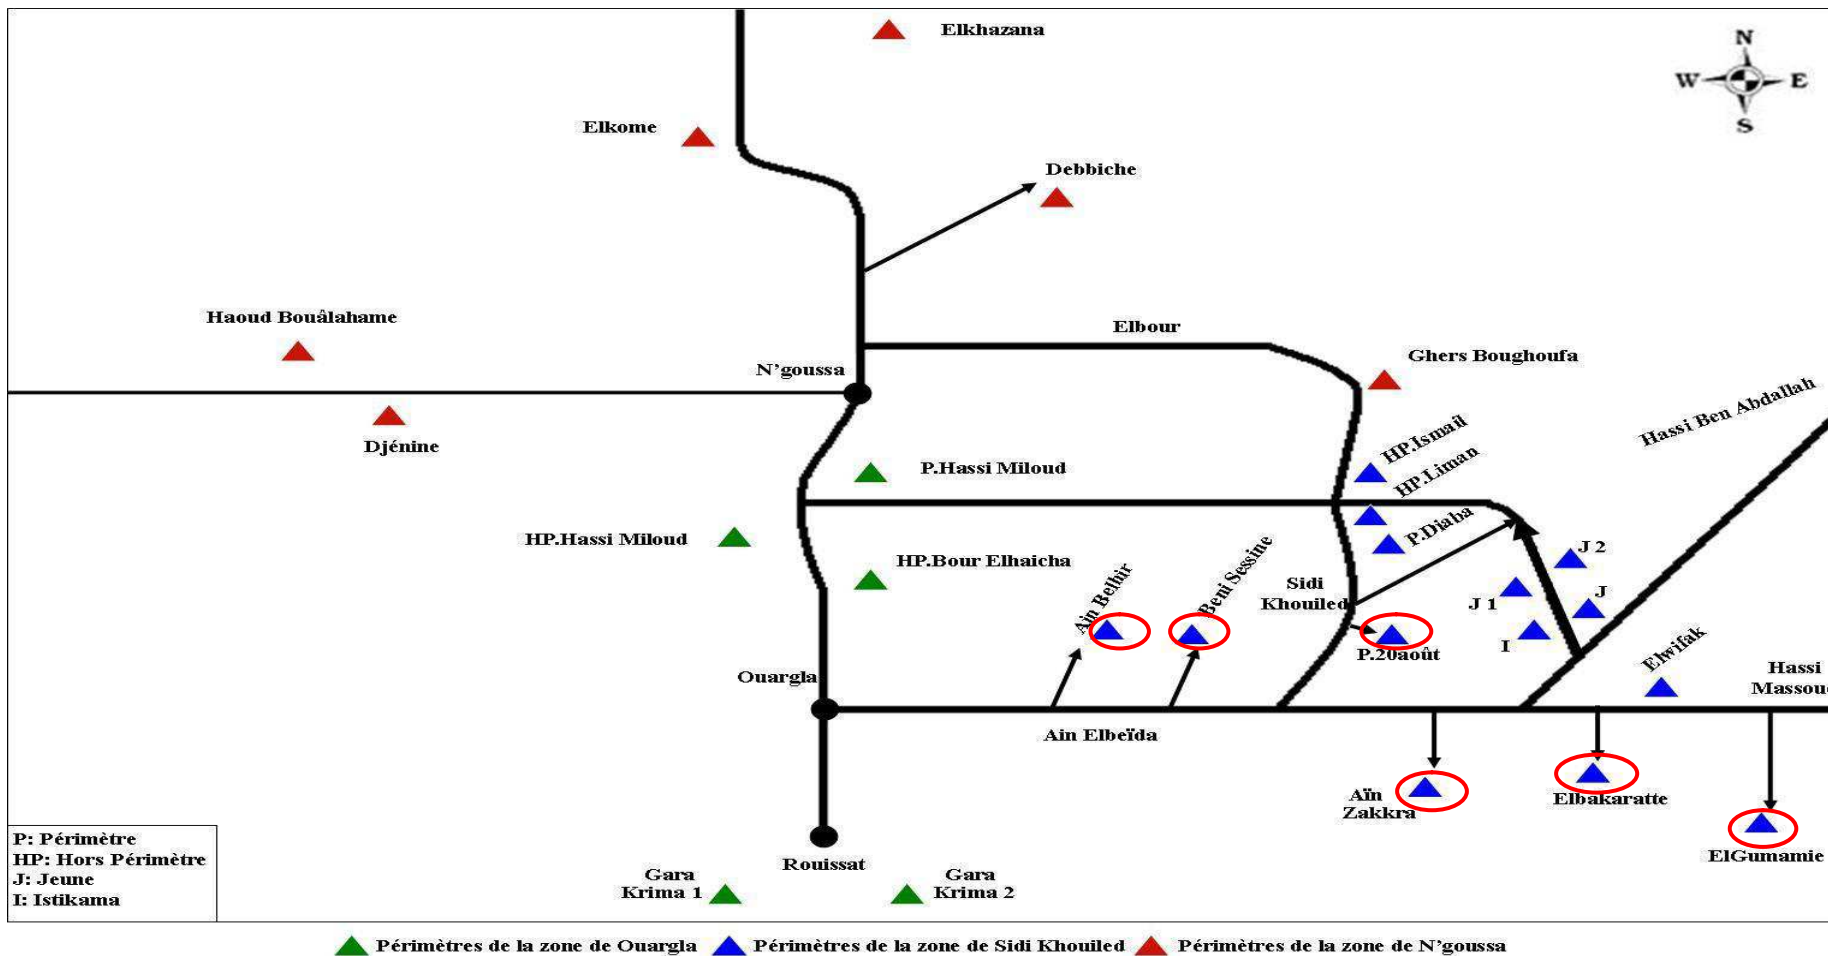 Elkhazana
N
W
E
S
Elkome
Debbiche
Haoud Bouâlahame
Elbour
N'goussa
Ghers Boughoufa
Hassi Ben Abdallah
Djénine
P.Hassi Miloud
HP.Ismail
HP.Liman
HP.Hassi Miloud
P.Diaba
HP.Bour Elhaicha
Ain Belhir
Beni Sessine
Sidi
Khouiled
J 2
J 1
J
I
P.20août
Elwifak
Ouargla
Hassi
Massou
Ain Elbeïda
Aïn
Zakkra
Elbakaratte
ElGumamie
P: Périmètre
HP: Hors Périmètre
J: Jeune
I: Istikama
Rouissat
Gara
Krima 1
Gara
Krima 2
Périmètres de la zone de Ouargla
Périmètres de la zone de Sidi Khouiled
Périmètres de la zone de N'goussa